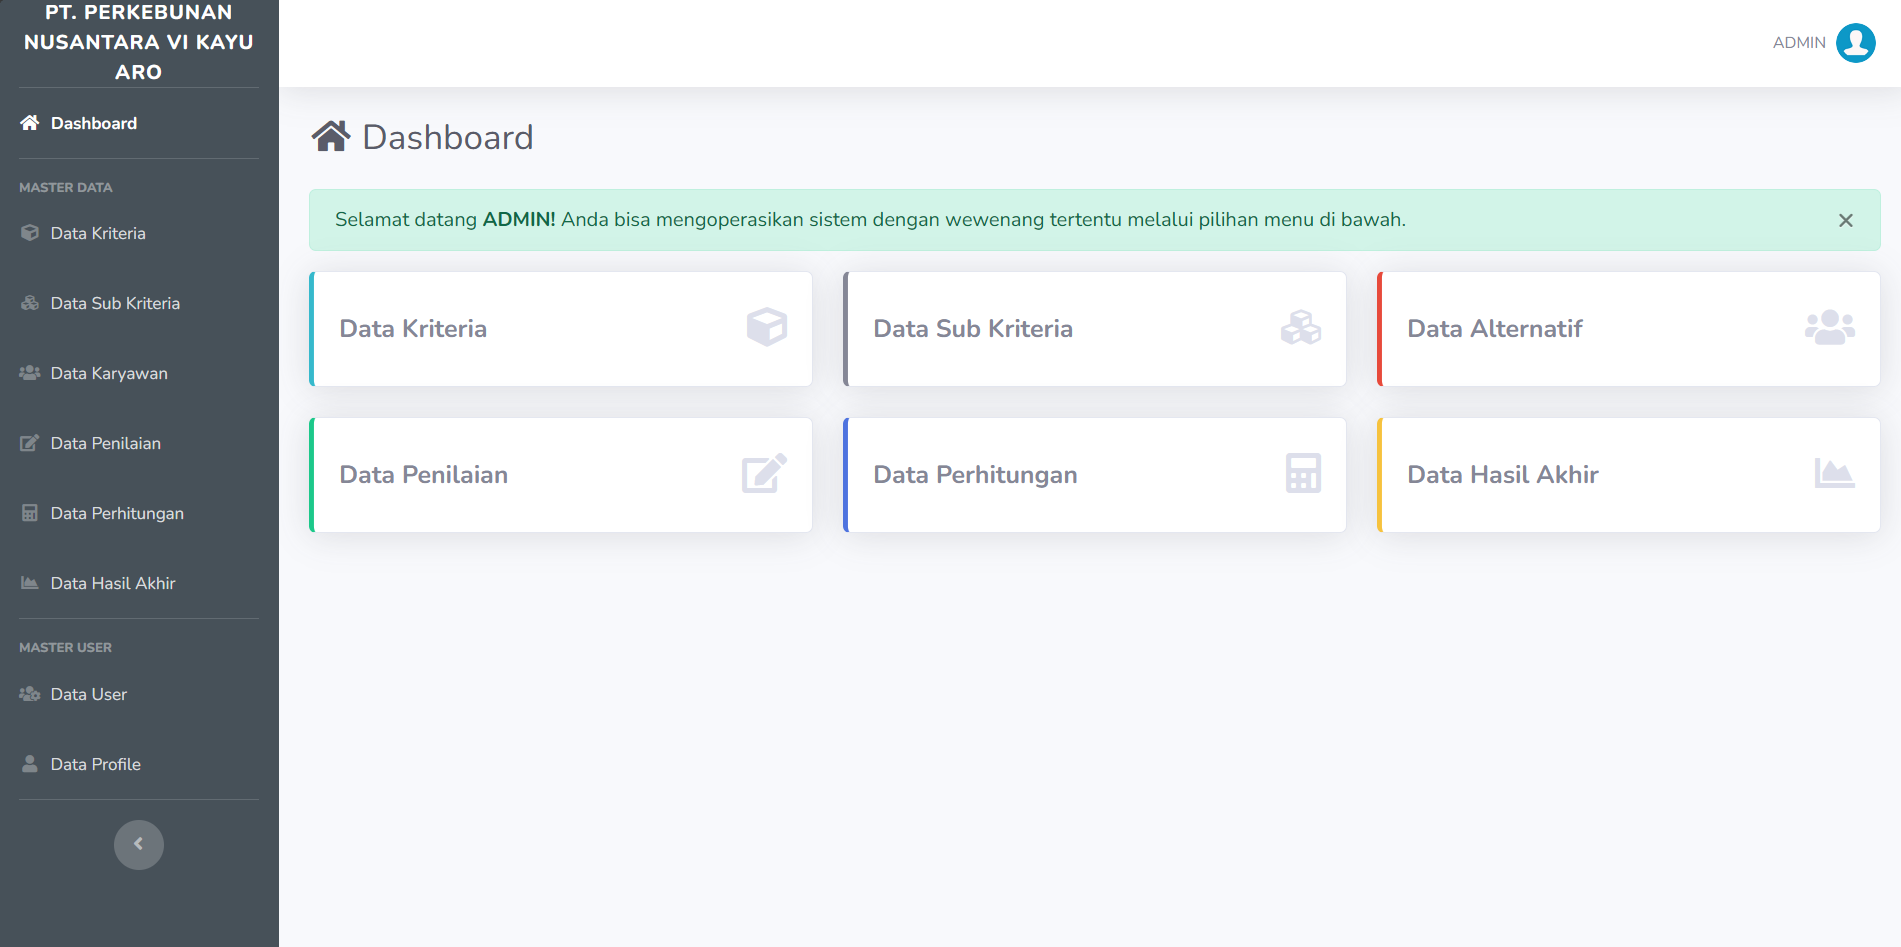 PT. PERKEBUNAN
NUSANTARA VI KAYU
ARO
Dashboard
MASTER DATA
Data Kriteria
Data Sub Kriteria
Data Karyawan
Data Penilaian
Data Perhitungan
Data Hasil Akhir
MASTER USER
Data User
Data Profile
ADMIN
Dashboard
Selamat datang ADMIN! Anda bisa mengoperasikan sistem dengan wewenang tertentu melalui pilihan menu di bawah.
Data Kriteria
Data Sub Kriteria
Data Alternatif
Data Penilaian
Data Perhitungan
Data Hasil Akhir